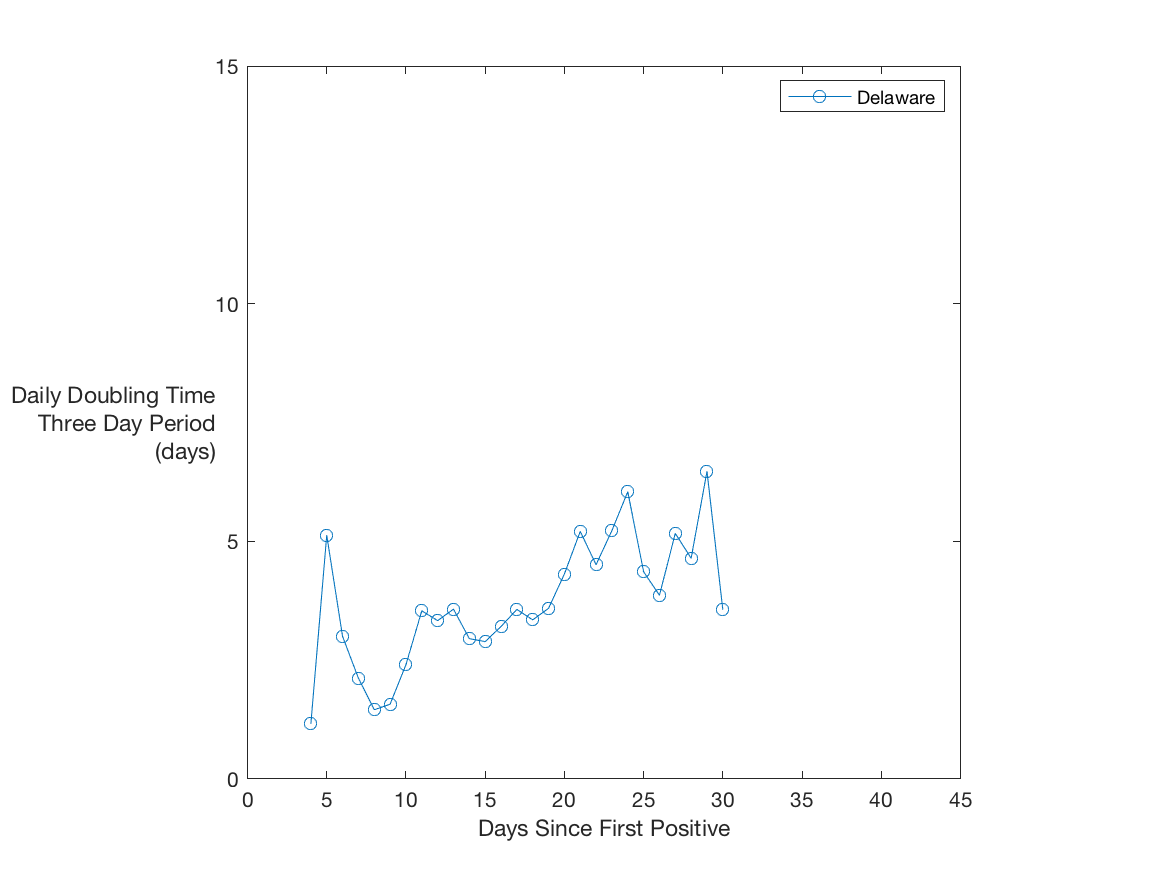 15
Delaware
10
Daily Doubling Time
Three Day Period
(days)
5
0
0 5 10 15 20 25 30 35 40 45
Days Since First Positive